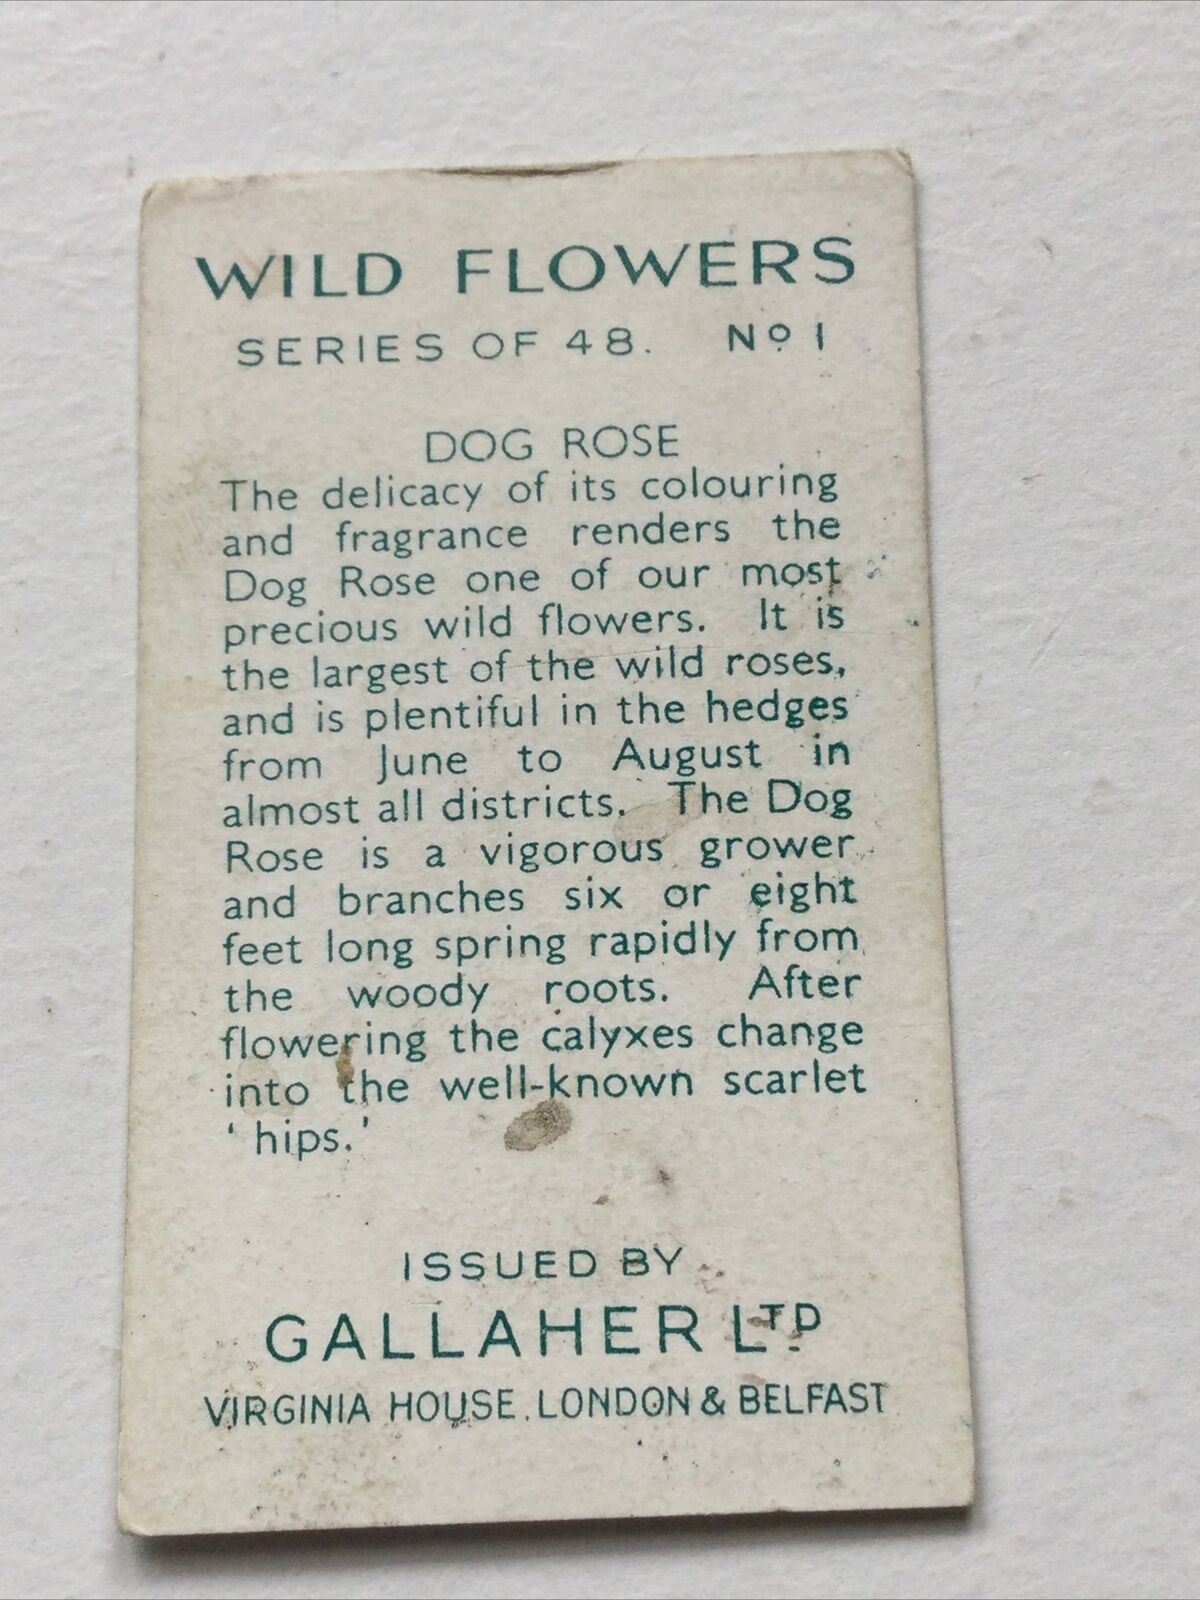 WILD FLOWERS
SERIES OF 48. Nº 1
DOG ROSE
The delicacy of its colouring
and fragrance renders the
Dog Rose one of our most
precious wild flowers. It is
the largest of the wild roses,
and is plentiful in the hedges
from June to August in
almost all districts. The Dog
Rose is a vigorous grower
and branches six or eight
feet long spring rapidly from
the woody roots. After
flowering the calyxes change
into the well-known scarlet
‘ hips.’
ISSUED BY
GALLAHER LTD
VIRGINIA HOUSE, LONDON & BELFAST